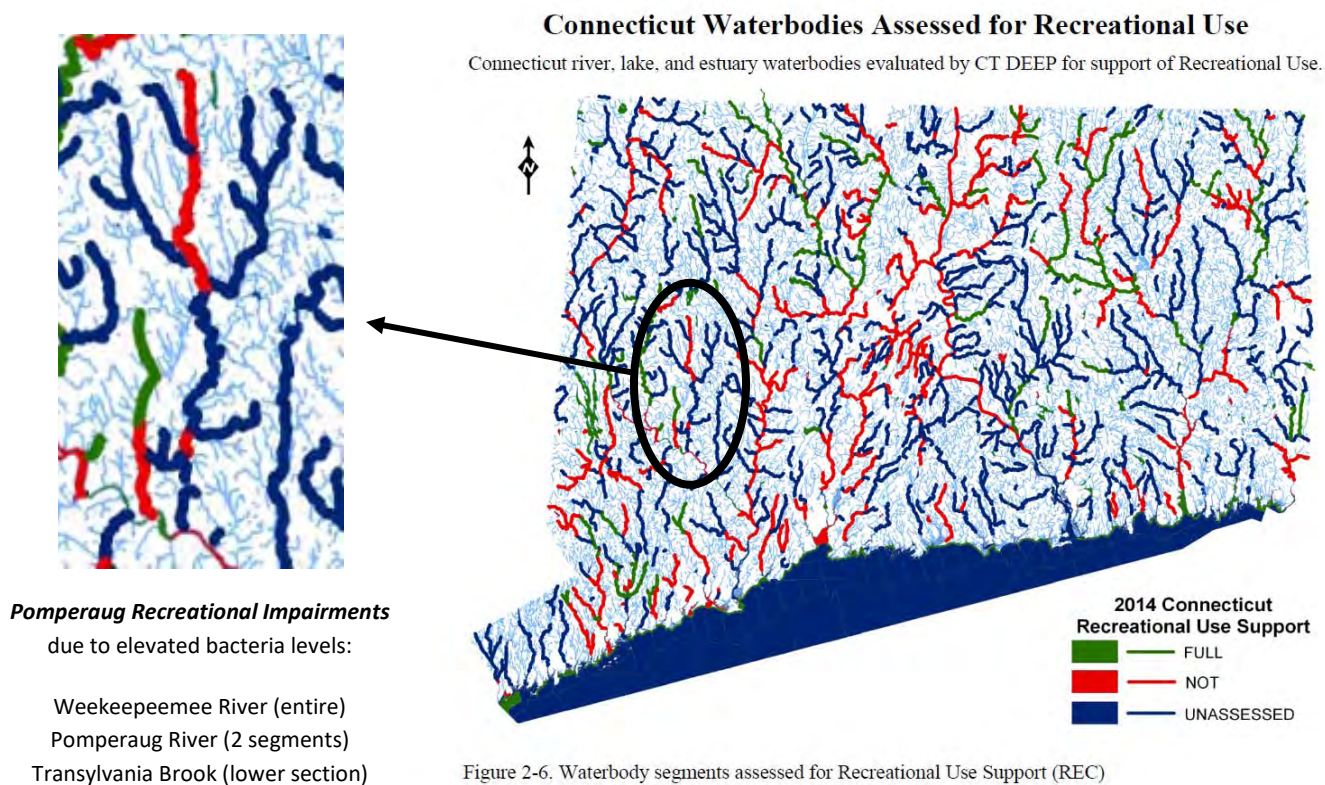 Connecticut Waterbodies Assessed for Recreational Use
Connecticut river, lake, and estuary waterbodies evaluated by CT DEEP for support of Recreational Use.
N
2014 Connecticut
Recreational Use Support
FULL
NOT
UNASSESSED
Pomperaug Recreational Impairments
due to elevated bacteria levels:
Weekeepeemee River (entire)
Pomperaug River (2 segments)
Transylvania Brook (lower section)
Figure 2-6. Waterbody segments assessed for Recreational Use Support (REC)